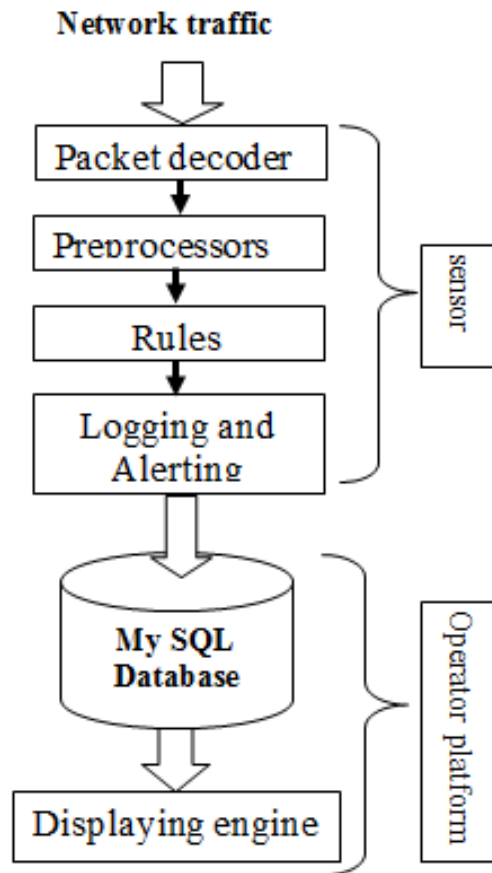 Network traffic
Packet decoder
Preprocessors
Rules
Logging and
Alerting
sensor
My SQL
Database
Displaying engine
Operator platform